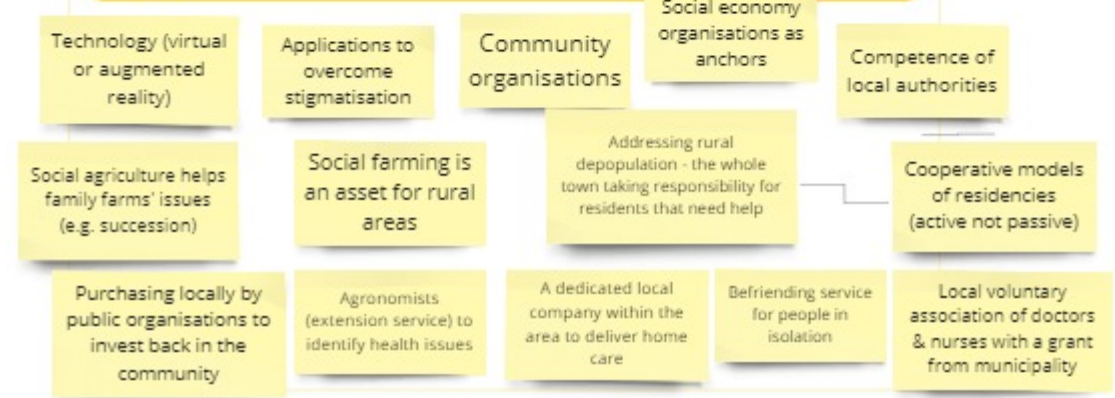 Technology (virtual
or augmented
reality)
Applications to
overcome
stigmatisation
Community
organisations
Social economy
organisations as
anchors
Competence of
local authorities
Social agriculture helps
family farms' issues
(e.g. succession)
Social farming is
an asset for rural
areas
Addressing rural
depopulation - the whole
town taking responsibility for
residents that need help
Cooperative models
of residencies
(active not passive)
Purchasing locally by
public organisations to
invest back in the
community
Agronomists
(extension service) to
identify health issues
A dedicated local
company within the
area to deliver home
care
Befriending service
for people in
isolation
Local voluntary
association of doctors
& nurses with a grant
from municipality